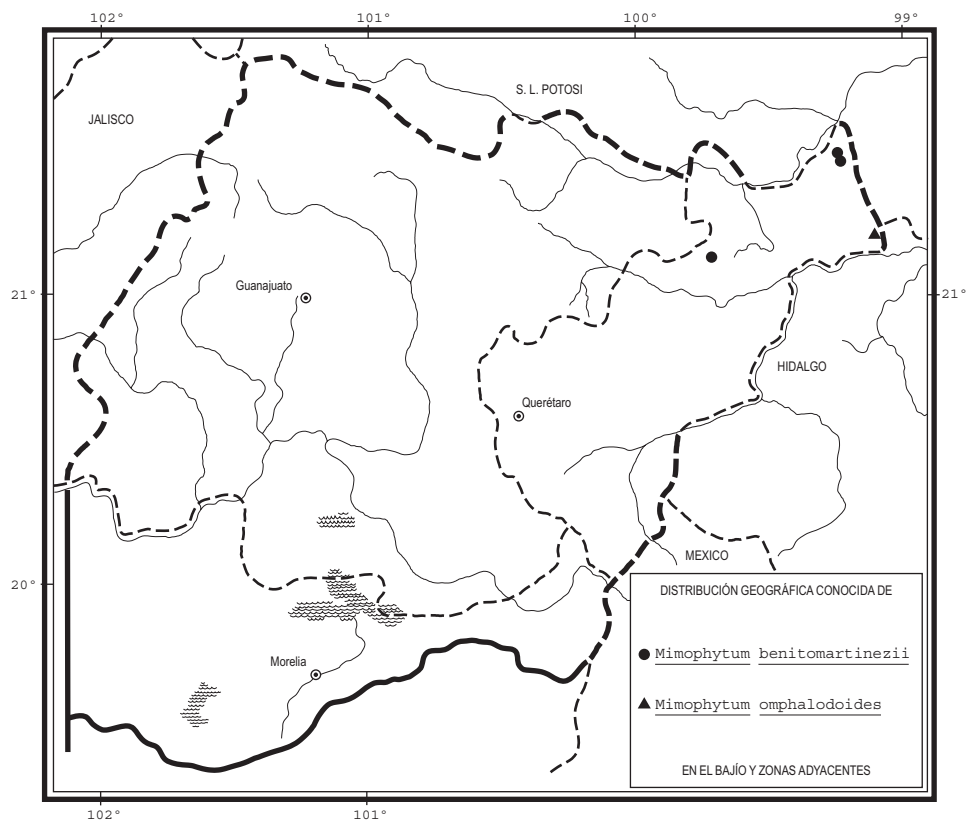 102°
101°
100°
99°
S. L. POTOSI
JALISCO
Guanajuato
21°
21°
HIDALGO
Querétaro
MEXICO
20°
DISTRIBUCIÓN GEOGRÁFICA CONOCIDA DE
Mimophytum benitomartinezii
Morelia
Mimophytum omphalodoides
EN EL BAJÍO Y ZONAS ADYACENTES
102°
101°